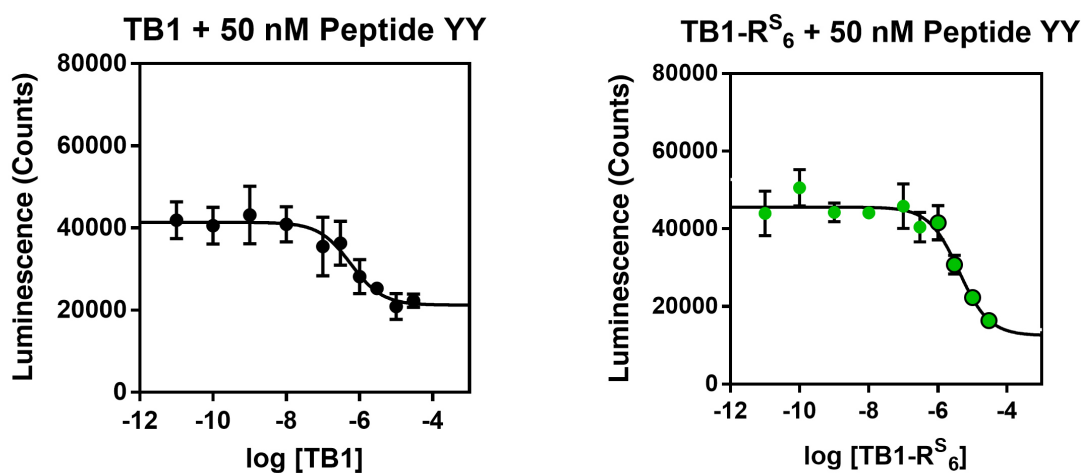 TB1 + 50 nM Peptide YY
80000
60000
40000
20000
0
Luminescence (Counts)
-12 -10 -8 -6 -4
log [TB1]
TB1-R^S_6 + 50 nM Peptide YY
80000
60000
40000
20000
0
Luminescence (Counts)
-12 -10 -8 -6 -4
log [TB1-R^S_6]